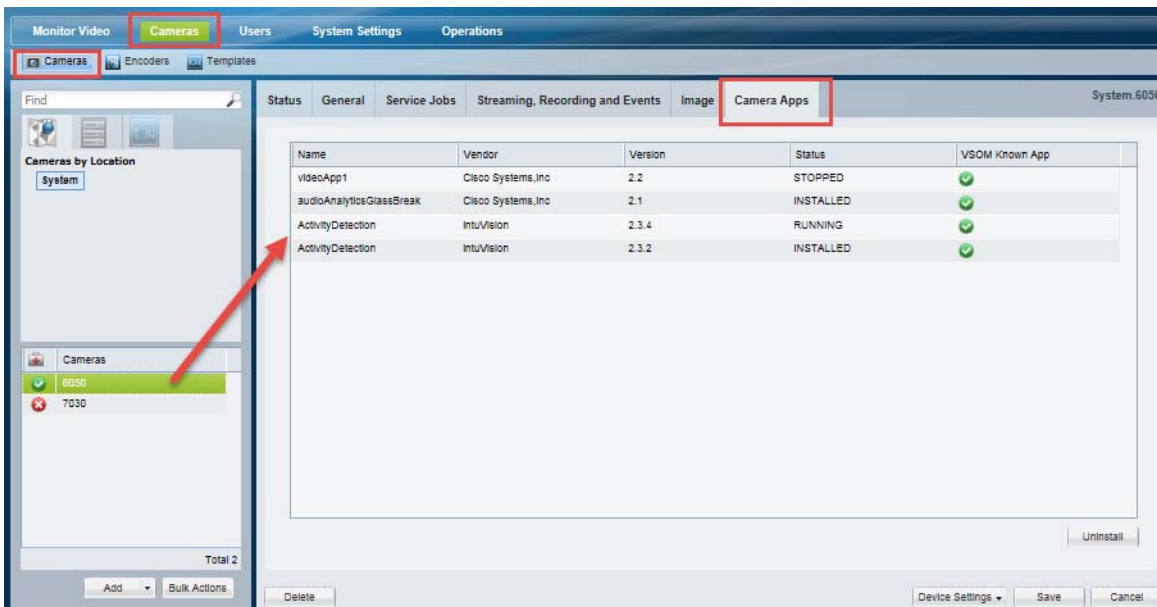 Monitor Video Cameras Users System Settings Operations
Cameras Encoders Templates
Find
Cameras by Location
System
Cameras
6050
7030
Total 2
Add Bulk Actions
Status General Service Jobs Streaming, Recording and Events Image Camera Apps System.6050
Name Vendor Version Status VSOM Known App
videoApp1 Cisco Systems,Inc 2.2 STOPPED
audioAnalyticsGlassBreak Cisco Systems,Inc 2.1 INSTALLED
ActivityDetection IntuVision 2.3.4 RUNNING
ActivityDetection IntuVision 2.3.2 INSTALLED
Uninstall
Delete Device Settings Save Cancel